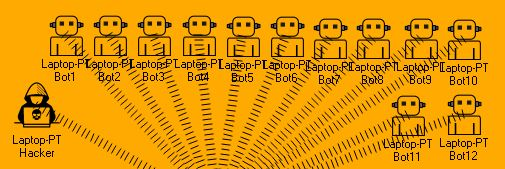 Laptop-PT
Bot1
Laptop-PT
Bot2
Laptop-PT
Bot3
Laptop-PT
Bot4
Laptop-PT
Bot5
Laptop-PT
Bot6
Laptop-PT
Bot7
Laptop-PT
Bot8
Laptop-PT
Bot9
Laptop-PT
Bot10
Laptop-PT
Hacker
Laptop-PT
Bot11
Laptop-PT
Bot12